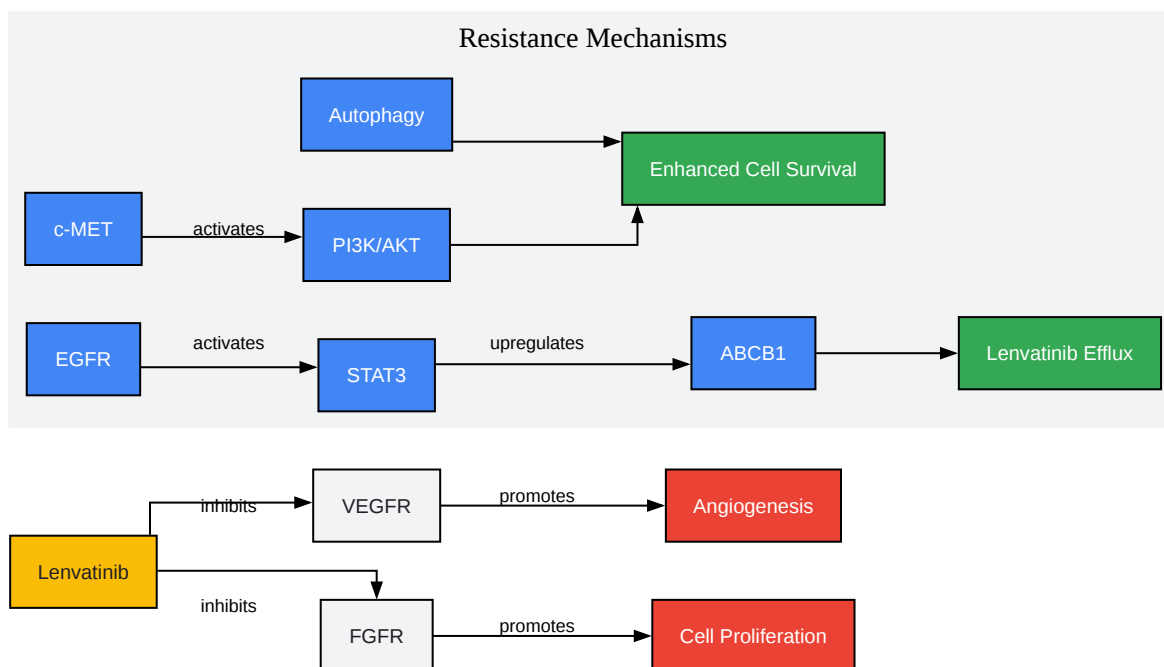 Resistance Mechanisms
Autophagy
Enhanced Cell Survival
c-MET
activates
PI3K/AKT
EGFR
activates
STAT3
upregulates
ABCB1
Lenvatinib Efflux
Lenvatinib
inhibits
VEGFR
promotes
Angiogenesis
inhibits
FGFR
promotes
Cell Proliferation